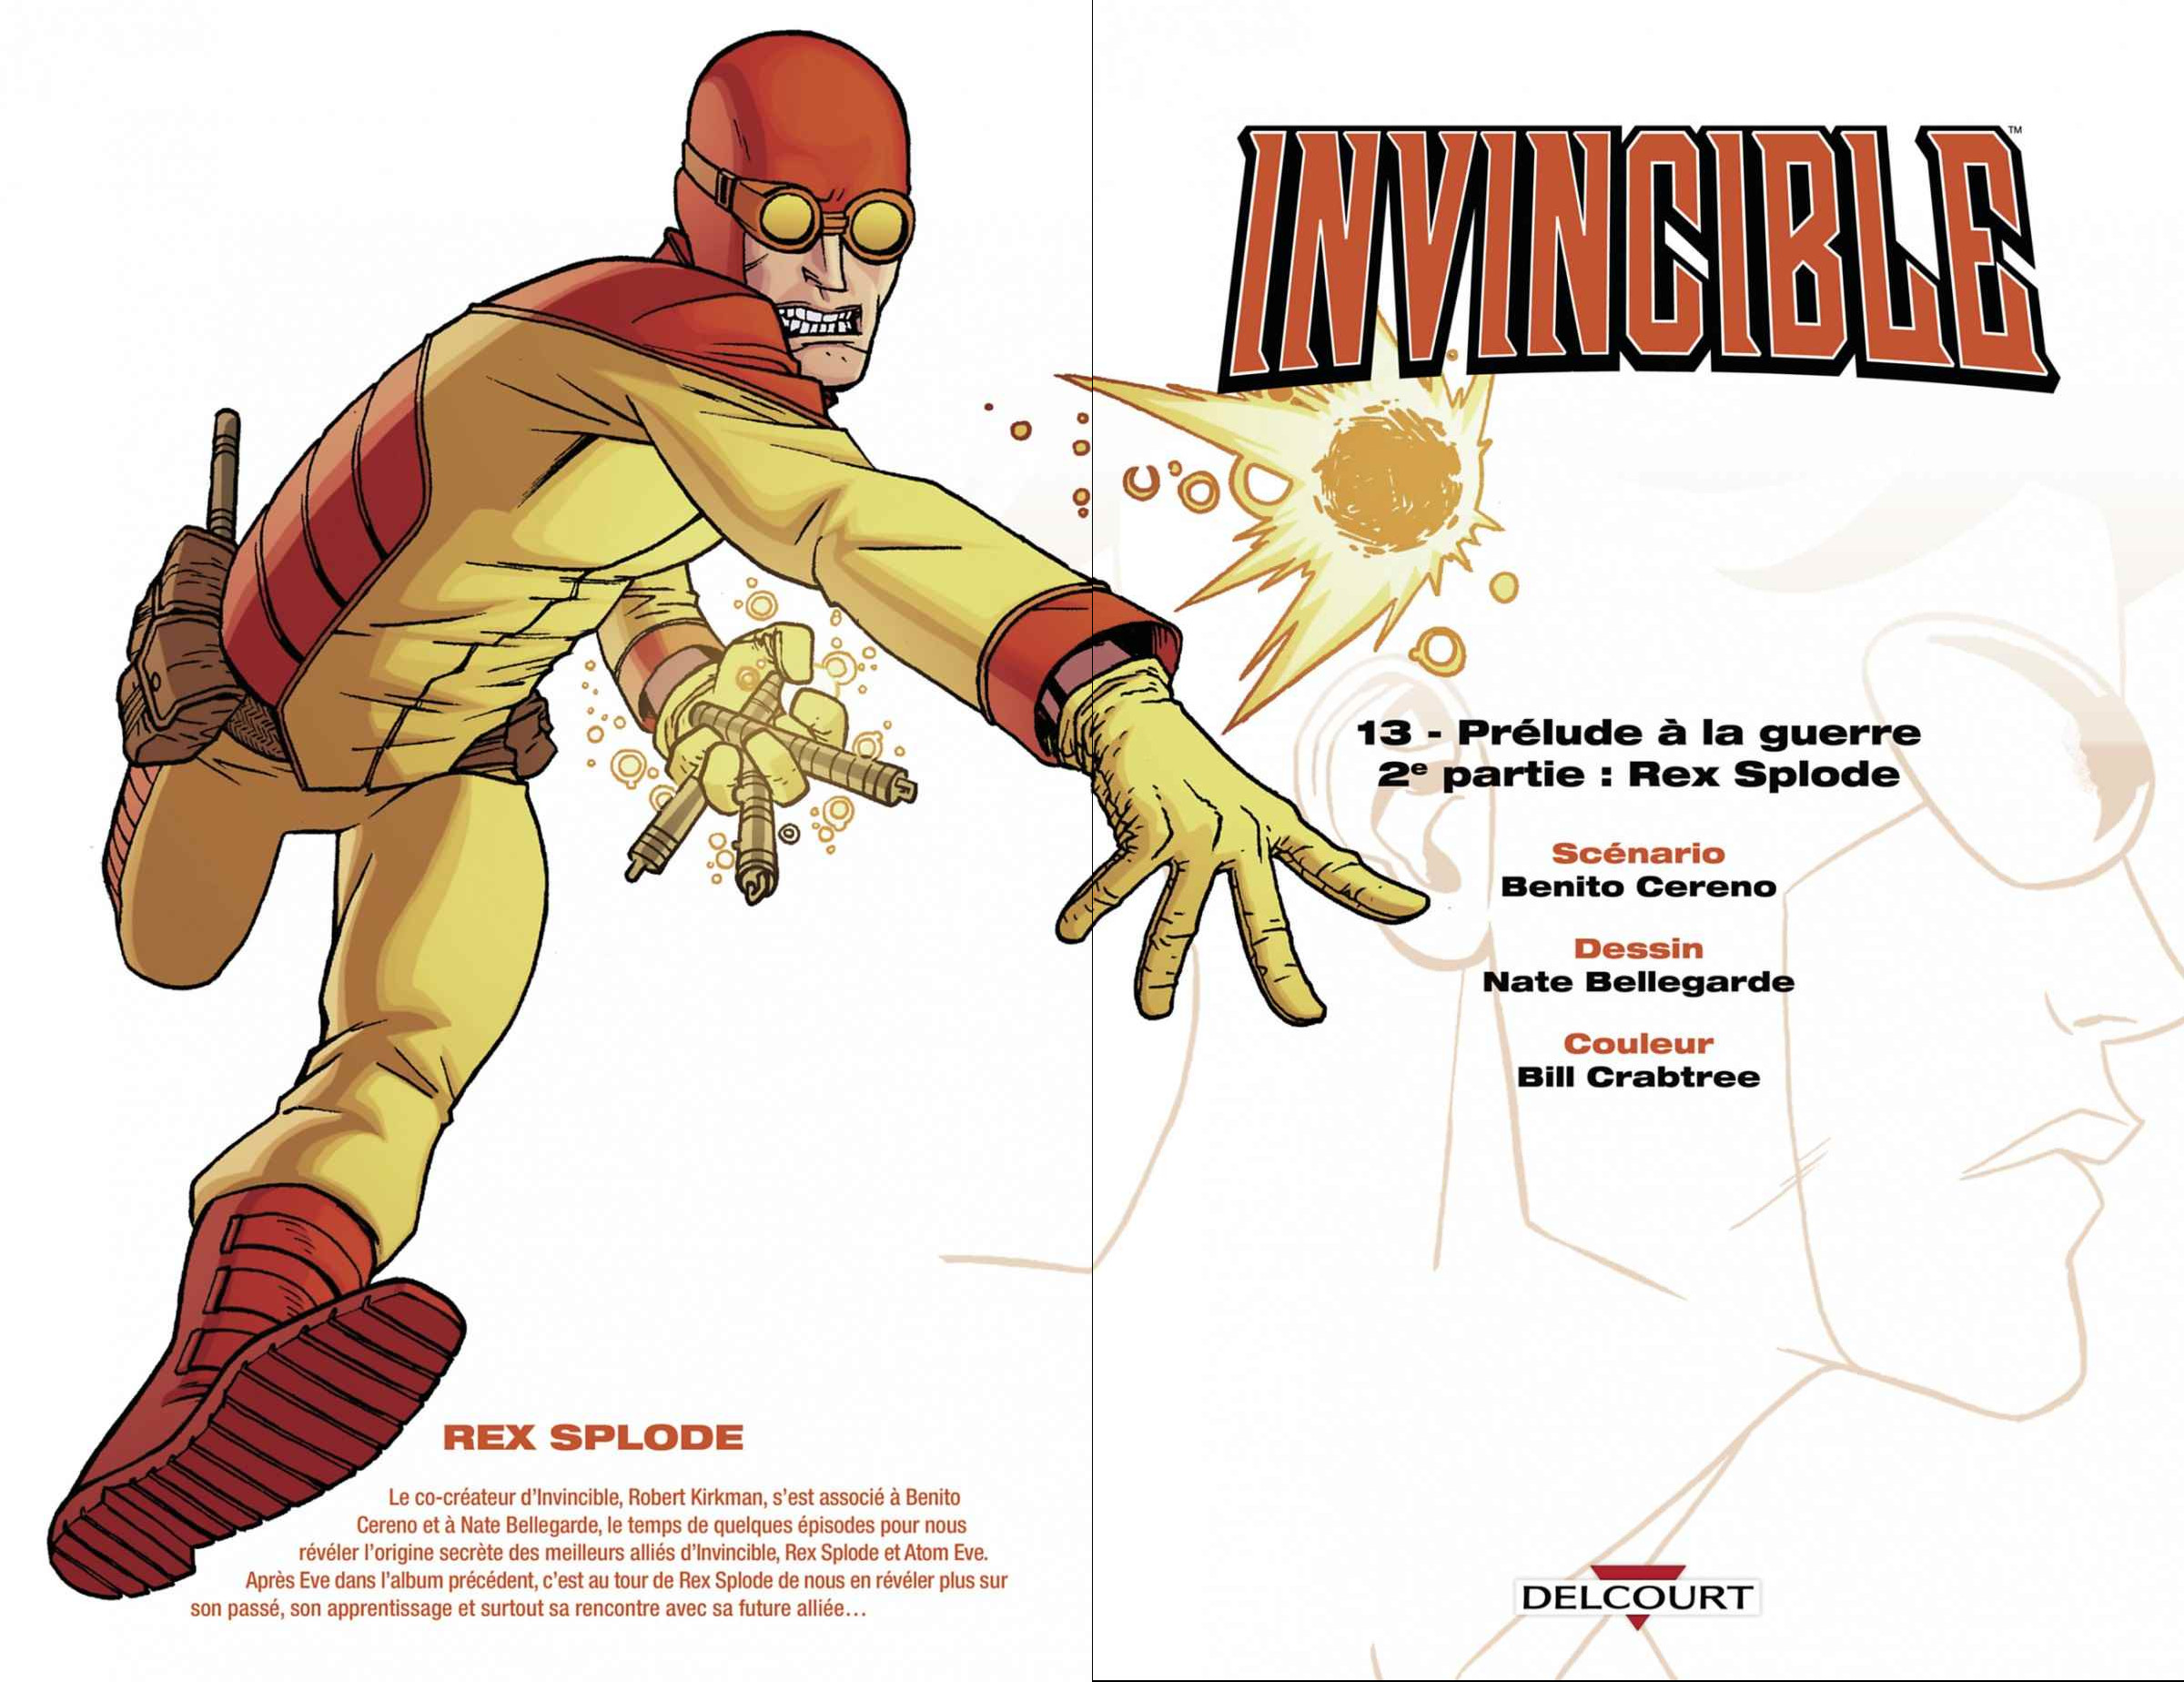 REX SPLODE
Le co-créateur d'Invincible, Robert Kirkman, s'est associé à Benito
Cereno et à Nate Bellegarde, le temps de quelques épisodes pour nous
révéler l'origine secrète des meilleurs alliés d'Invincible, Rex Splode et Atom Eve.
Après Eve dans l'album précédent, c'est au tour de Rex Splode de nous en révéler plus sur
son passé, son apprentissage et surtout sa rencontre avec sa future alliée...
INVINCIBLE™
13 - Prélude à la guerre
2e partie : Rex Splode
Scénario
Benito Cereno
Dessin
Nate Bellegarde
Couleur
Bill Crabtree
DELCOURT